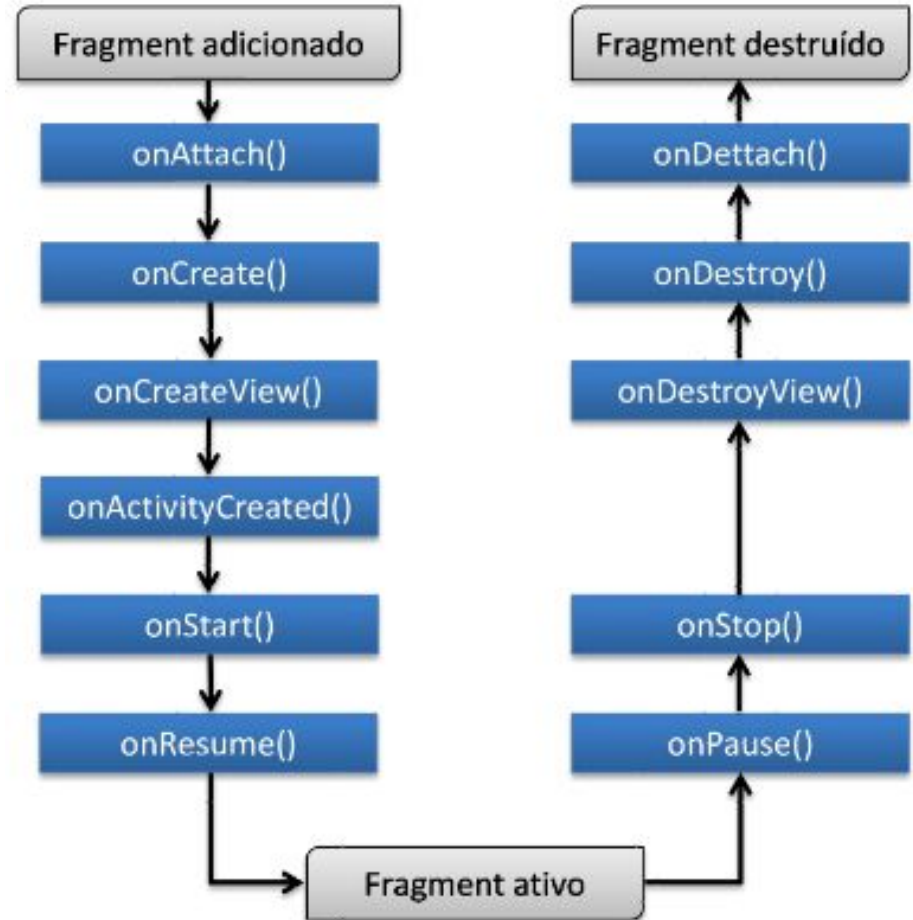 Fragment adicionado
onAttach()
onCreate()
onCreateView()
onActivityCreated()
onStart()
onResume()
Fragment ativo
onPause()
onStop()
onDestroyView()
onDestroy()
onDettach()
Fragment destruído